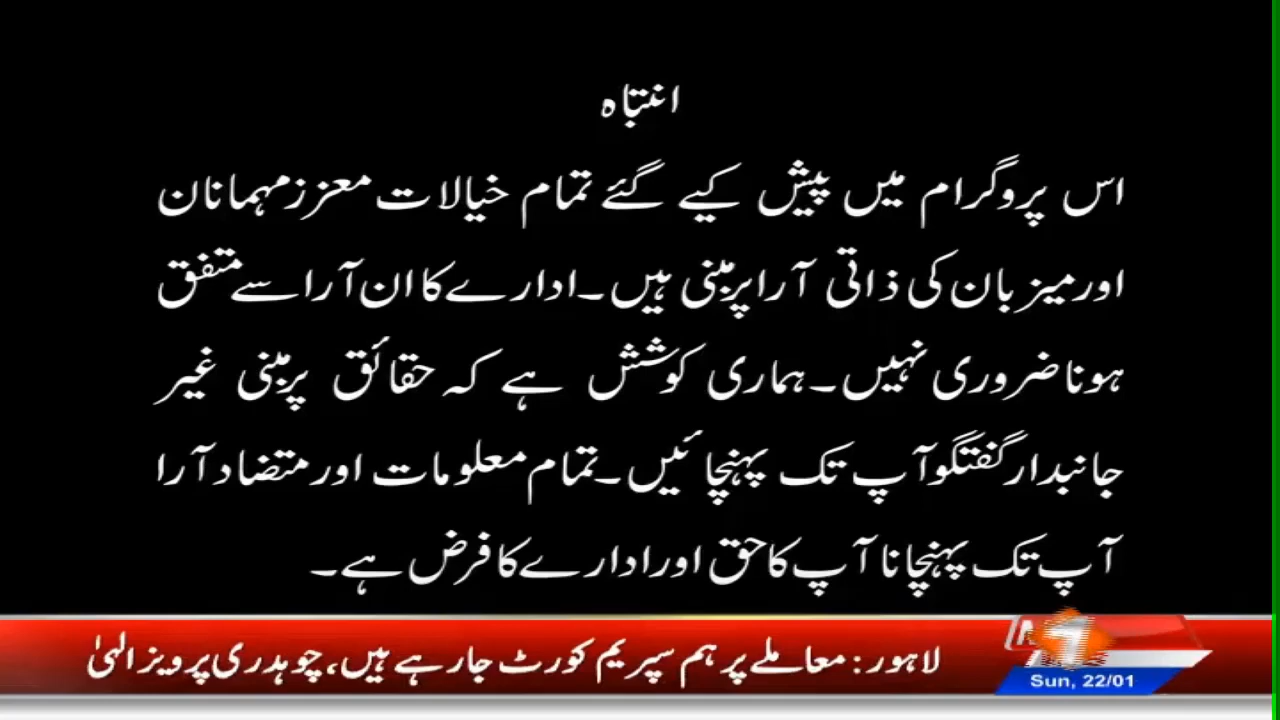 انتباہ
اس پروگرام میں پیش کیے گئے تمام خیالات معزز مہمانان
اور میزبان کی ذاتی آرا پر مبنی ہیں۔ ادارے کا ان آرا سے متفق
ہونا ضروری نہیں۔ ہماری کوشش ہے کہ حقائق پر مبنی غیر
جانبدار گفتگو آپ تک پہنچائیں۔ تمام معلومات اور متضاد آرا
آپ تک پہنچانا آپ کا حق اور ادارے کا فرض ہے۔
لاہور: معاملے پر ہم سپریم کورٹ جا رہے ہیں، چوہدری پرویز الہیٰ
7
Sun, 22/01